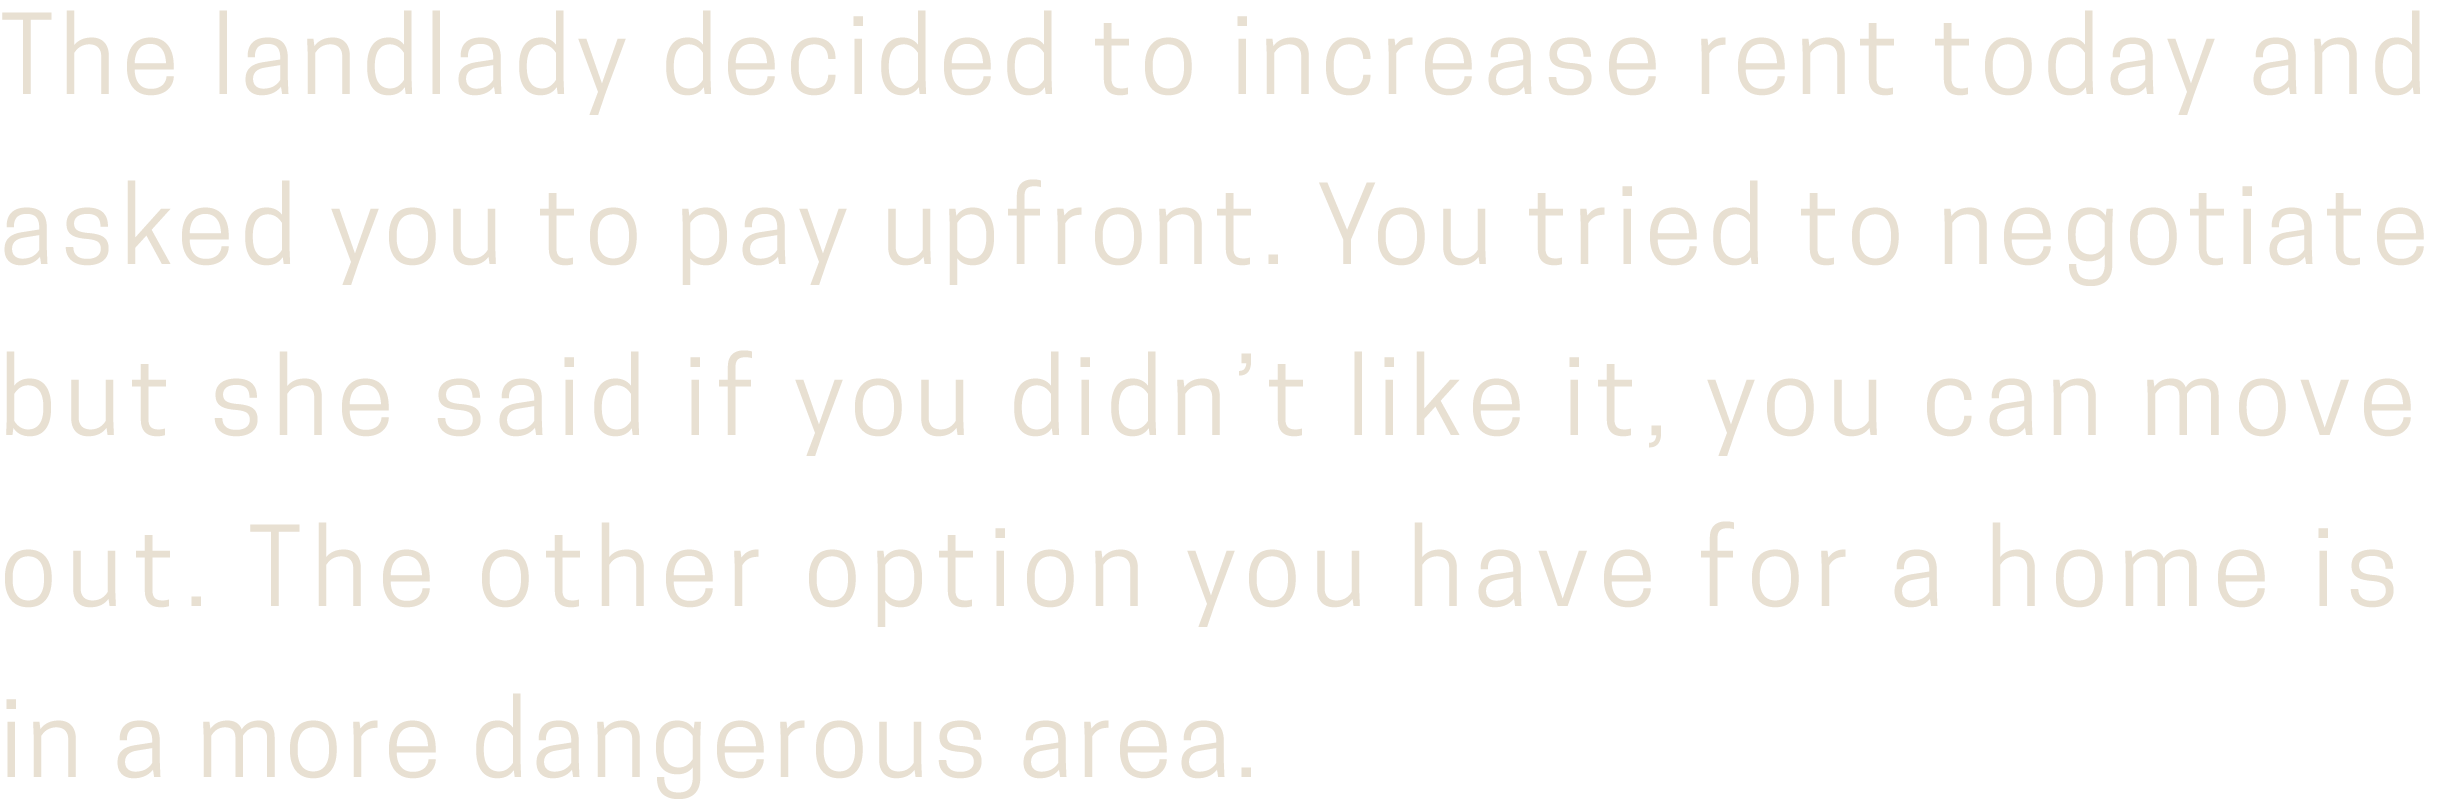 The landlady decided to increase rent today and
asked you to pay upfront. You tried to negotiate
but she said if you didn’t like it, you can move
out. The other option you have for a home is
in a more dangerous area.